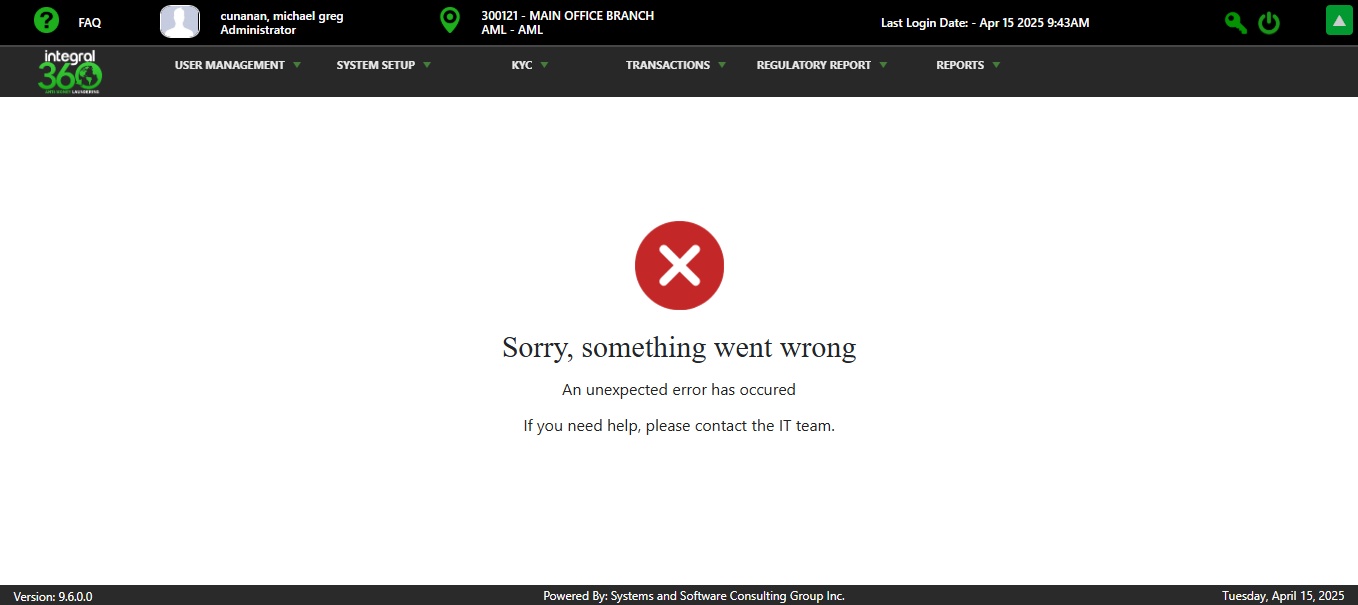 ?
FAQ
cunanan, michael greg
Administrator
300121 - MAIN OFFICE BRANCH
AML - AML
Last Login Date: - Apr 15 2025 9:43AM
integral
360
USER MANAGEMENT
SYSTEM SETUP
KYC
TRANSACTIONS
REGULATORY REPORT
REPORTS
Sorry, something went wrong
An unexpected error has occured
If you need help, please contact the IT team.
Version: 9.6.0.0
Powered By: Systems and Software Consulting Group Inc.
Tuesday, April 15, 2025